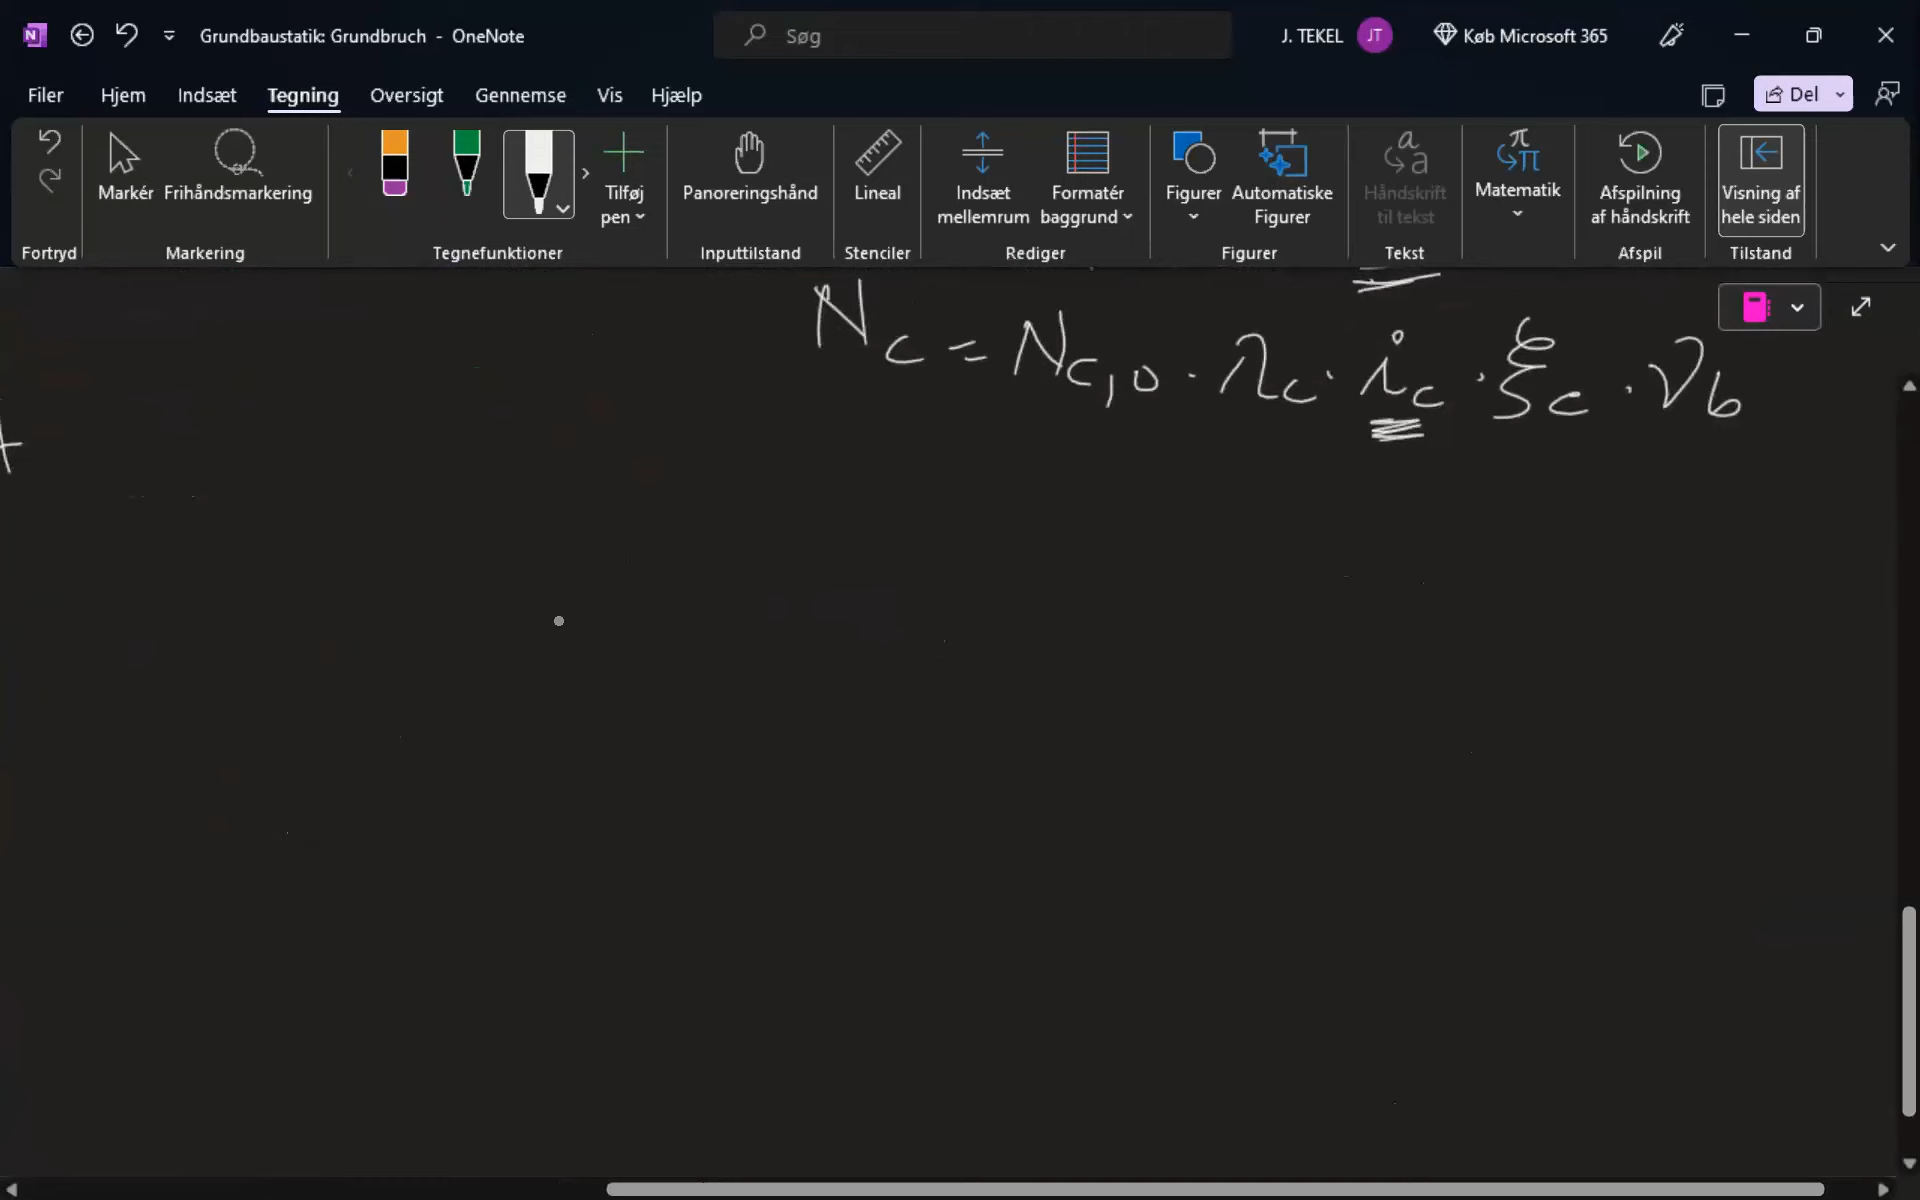 Grundbaustatik: Grundbruch - OneNote
Søg
J. TEKEL JT
Køb Microsoft 365
Filer Hjem Indsæt Tegning Oversigt Gennemse Vis Hjælp
Del
Markér
Frihåndsmarkering
Tilføj pen
Panoreringshånd
Lineal
Indsæt mellemrum
Formatér baggrund
Figurer
Automatiske Figurer
Håndskrift til tekst
Matematik
Afspilning af håndskrift
Visning af hele siden
Fortryd
Markering
Tegnefunktioner
Inputtilstand
Stenciler
Rediger
Figurer
Tekst
Afspil
Tilstand
N_c = N_{c,0} · λ_c · i_c · ξ_c · ν_b